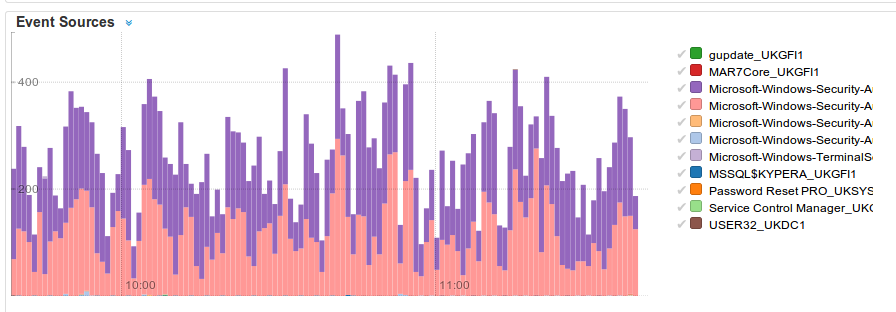 Event Sources
400
200
10:00
11:00
gupdate_UKGFI1
MAR7Core_UKGFI1
Microsoft-Windows-Security-A
Microsoft-Windows-Security-A
Microsoft-Windows-Security-A
Microsoft-Windows-Security-A
Microsoft-Windows-TerminalS
MSSQL$KYPERA_UKGFI1
Password Reset PRO_UKSYS
Service Control Manager_UK
USER32_UKDC1